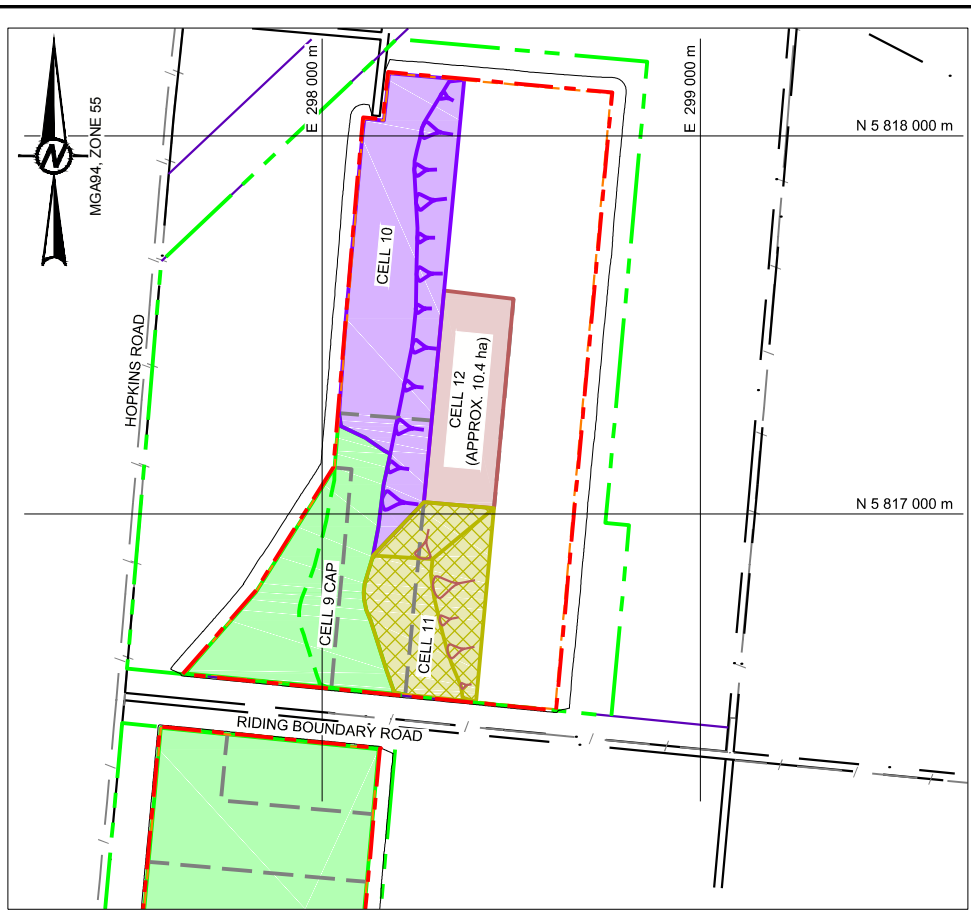 N
MGA94, ZONE 55
E 298 000 m
E 299 000 m
N 5 818 000 m
CELL 10
HOPKINS ROAD
CELL 12
(APPROX. 10.4 ha)
N 5 817 000 m
CELL 9 CAP
CELL 11
RIDING BOUNDARY ROAD